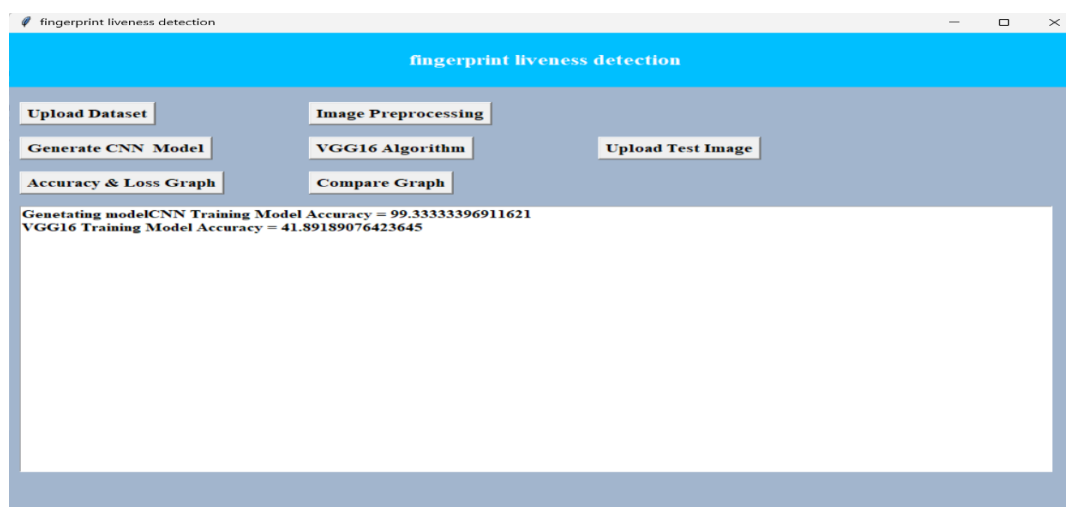 fingerprint liveness detection
fingerprint liveness detection
Upload Dataset
Image Preprocessing
Generate CNN Model
VGG16 Algorithm
Upload Test Image
Accuracy & Loss Graph
Compare Graph
Genetating modelCNN Training Model Accuracy = 99.33333396911621
VGG16 Training Model Accuracy = 41.89189076423645